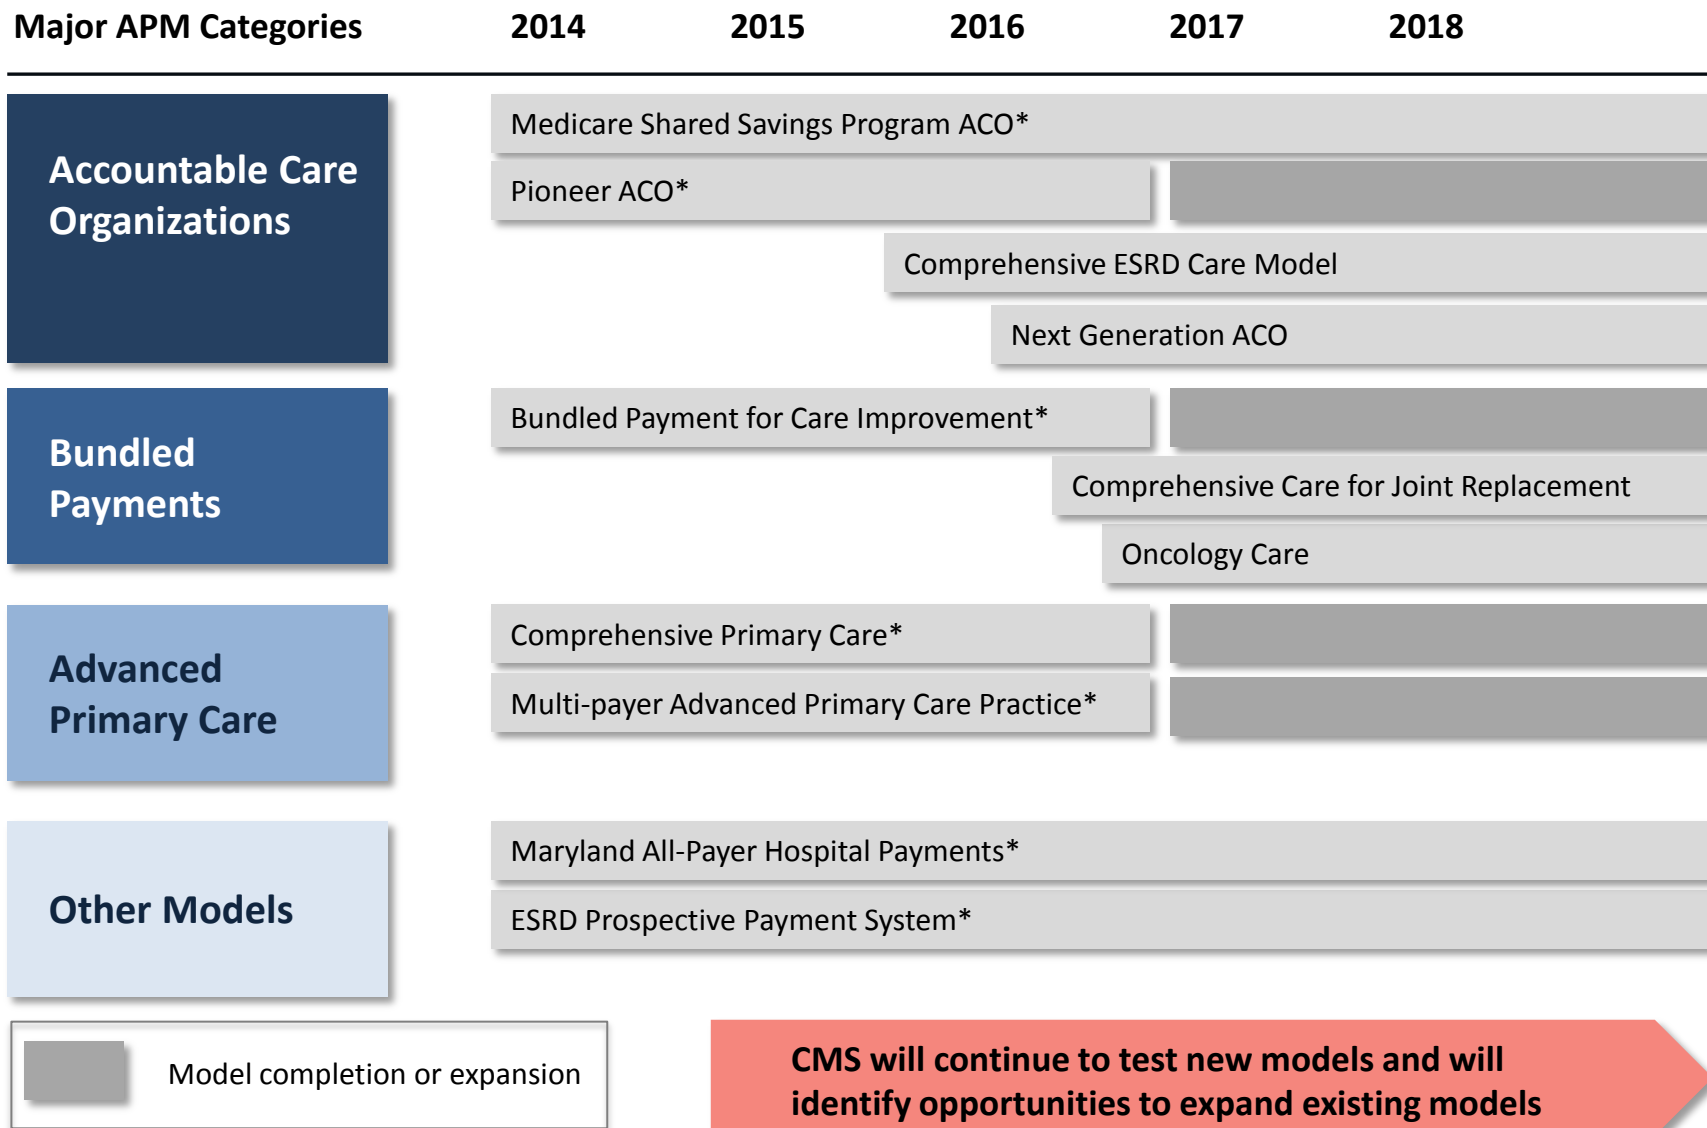 Major APM Categories 2014 2015 2016 2017 2018
Accountable Care
Organizations
Medicare Shared Savings Program ACO*
Pioneer ACO*
Comprehensive ESRD Care Model
Next Generation ACO
Bundled
Payments
Bundled Payment for Care Improvement*
Comprehensive Care for Joint Replacement
Oncology Care
Advanced
Primary Care
Comprehensive Primary Care*
Multi-payer Advanced Primary Care Practice*
Other Models
Maryland All-Payer Hospital Payments*
ESRD Prospective Payment System*
Model completion or expansion
CMS will continue to test new models and will
identify opportunities to expand existing models